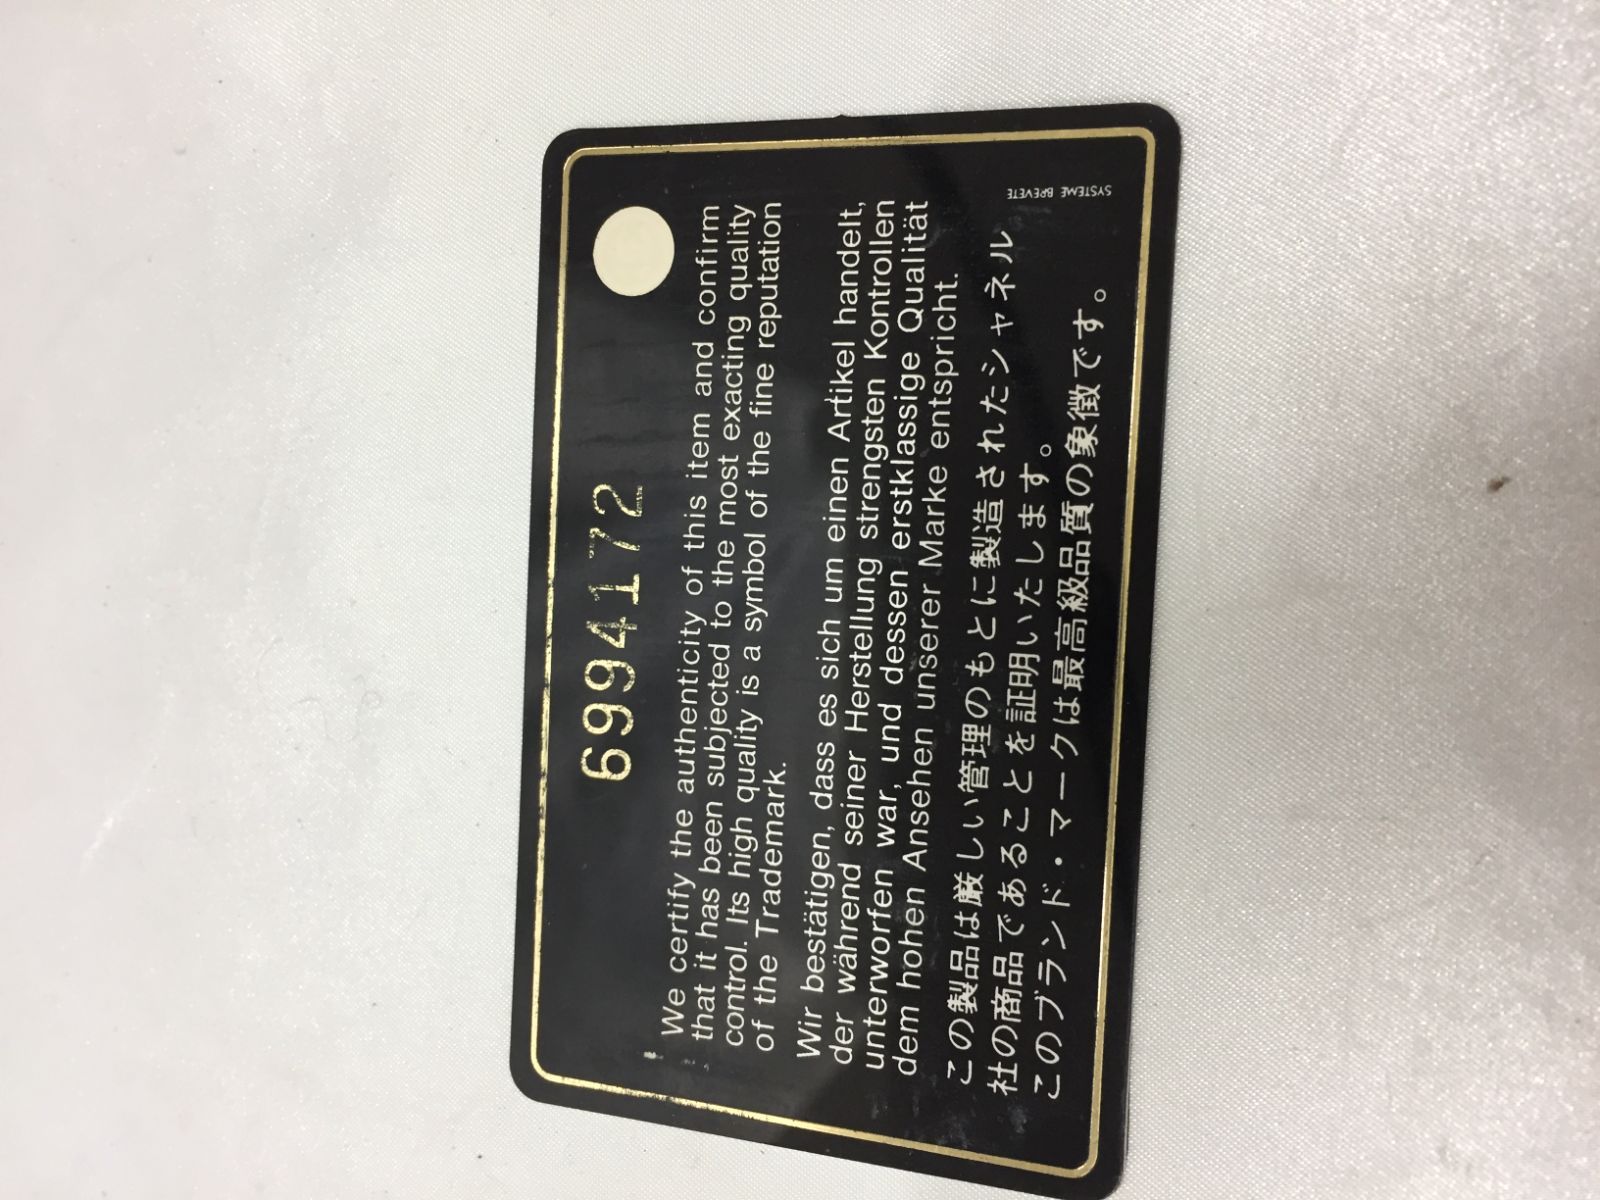 6994172
We certify the authenticity of this item and confirm
that it has been subjected to the most exacting quality
control. Its high quality is a symbol of the fine reputation
of the Trademark.
Wir bestätigen, dass es sich um einen Artikel handelt,
der während seiner Herstellung strengsten Kontrollen
unterworfen war, und dessen erstklassige Qualität
dem hohen Ansehen unserer Marke entspricht.
この製品は厳しい管理のもとに製造されたシャネル
社の商品であることを証明いたします。
このブランド・マークは最高級品質の象徴です。
SYSTEME BREVETE